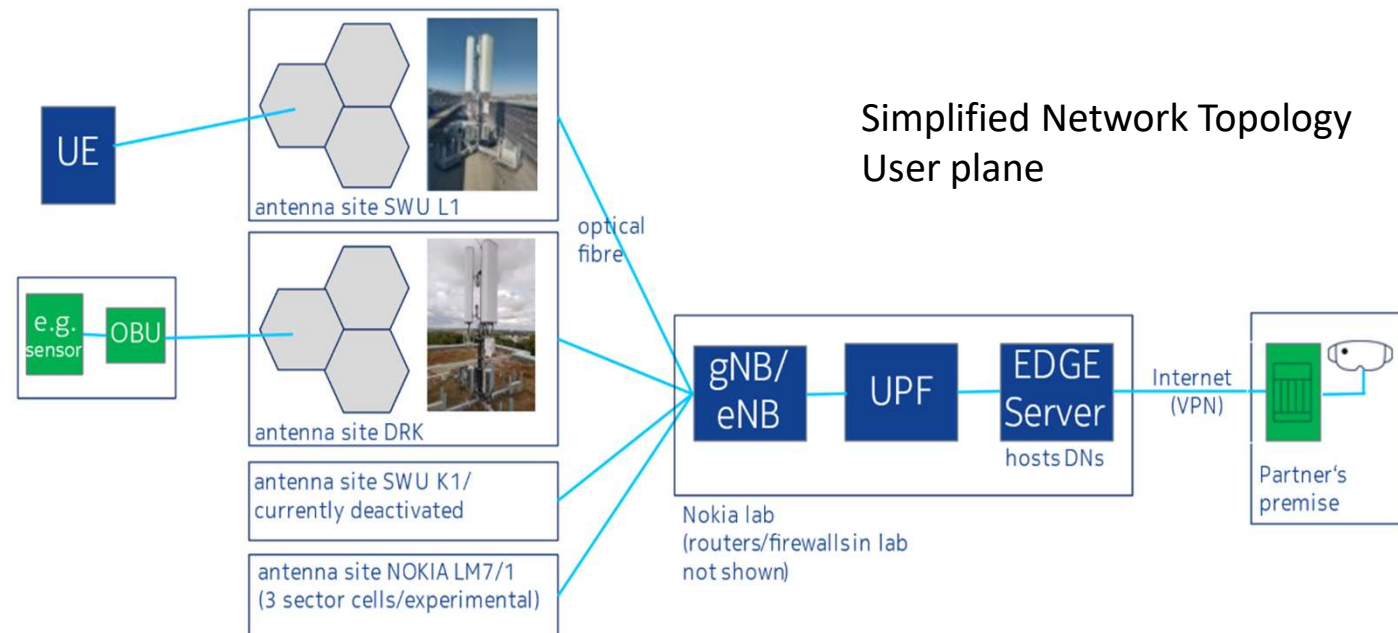 Simplified Network Topology
User plane
UE
antenna site SWU L1
optical
fibre
e.g.
sensor
OBU
antenna site DRK
antenna site SWU K1/
currently deactivated
antenna site NOKIA LM7/1
(3 sector cells/experimental)
gNB/
eNB
UPF
EDGE
Server
hosts DNs
Nokia lab
(routers/firewalls in lab
not shown)
Internet
(VPN)
Partner‘s
premise